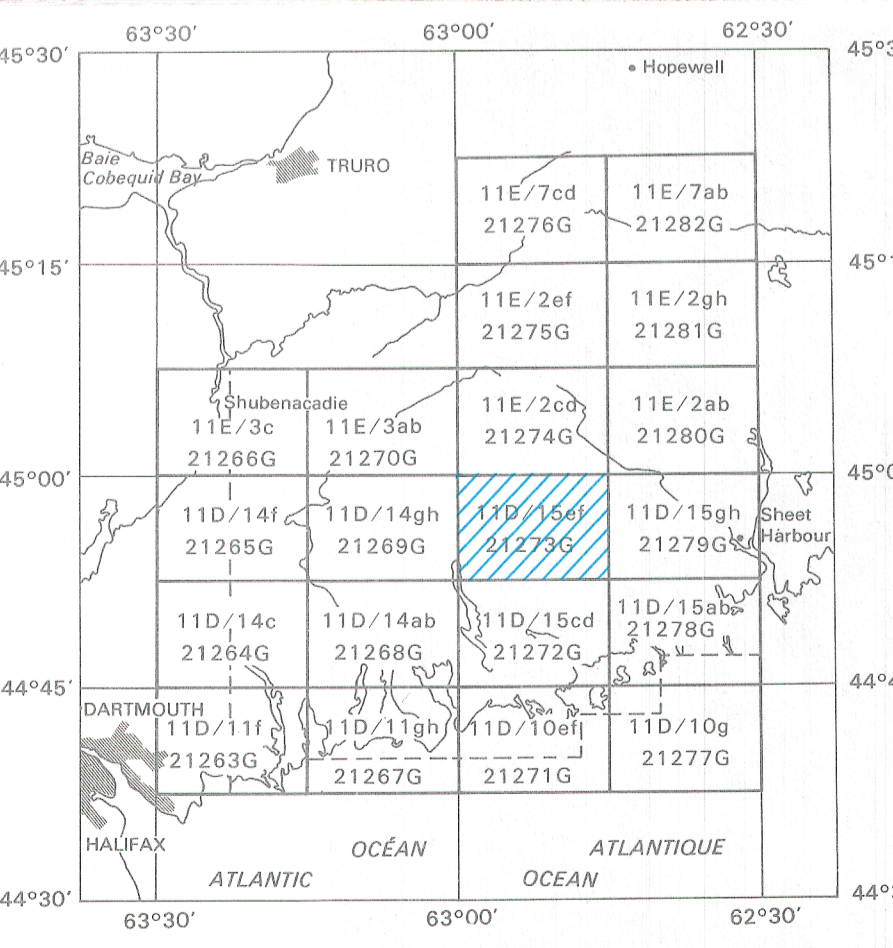 63°30′ 63°00′ 62°30′
45°30′ 45°3
Hopewell
Baie
Cobequid Bay
TRURO
11E/7cd 11E/7ab
21276G 21282G
45°15′ 45°1
11E/2ef 11E/2gh
21275G 21281G
Shubenacadie
11E/2cd 11E/2ab
21274G 21280G
11E/3c 11E/3ab
21266G 21270G
45°00′ 45°0
11D/14f 11D/14gh 11D/15ef 11D/15gh
21265G 21269G 21273G 21279G
Sheet
Harbour
11D/14c 11D/14ab 11D/15cd 11D/15ab
21264G 21268G 21272G 21278G
44°45′ 44°4
DARTMOUTH
11D/11f 11D/11gh 11D/10ef 11D/10g
21263G 21267G 21271G 21277G
HALIFAX
OCÉAN ATLANTIQUE
ATLANTIC OCEAN
44°30′ 44°3
63°30′ 63°00′ 62°30′